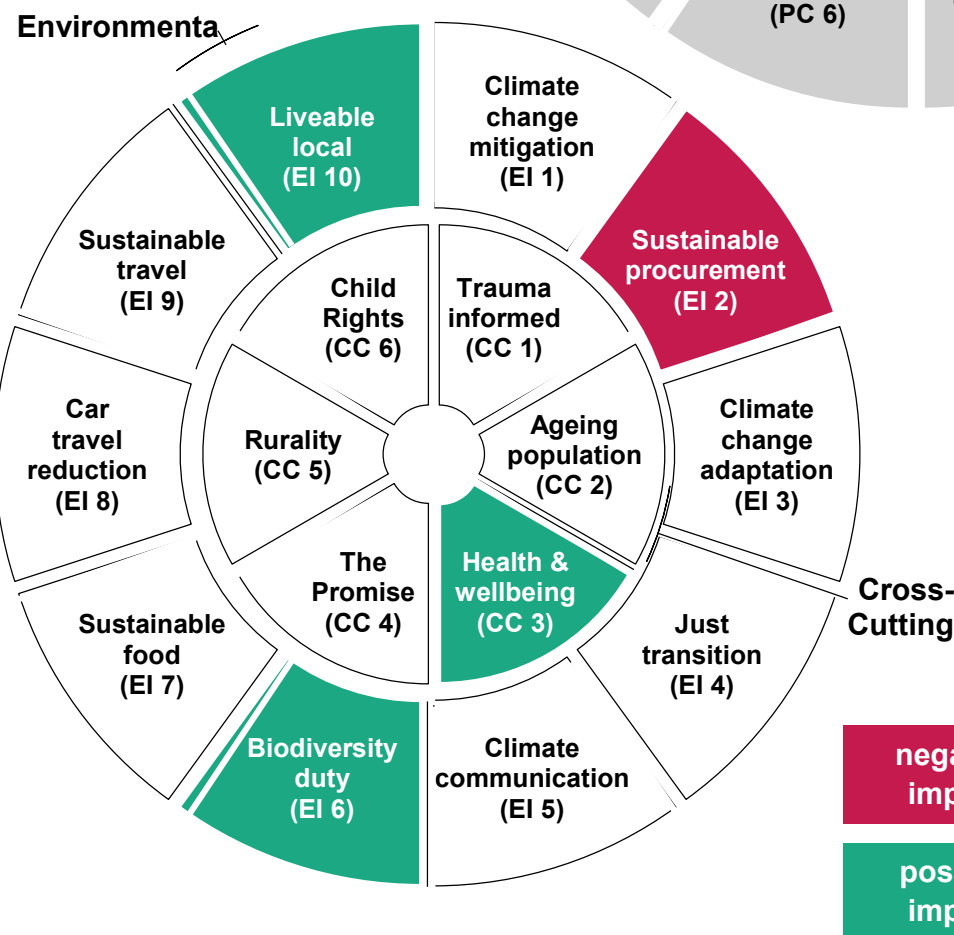 (PC 6)
Environmenta
Liveable
local
(EI 10)
Climate
change
mitigation
(EI 1)
Sustainable
procurement
(EI 2)
Climate
change
adaptation
(EI 3)
Just
transition
(EI 4)
Climate
communication
(EI 5)
Biodiversity
duty
(EI 6)
Sustainable
food
(EI 7)
Car
travel
reduction
(EI 8)
Sustainable
travel
(EI 9)
Child
Rights
(CC 6)
Trauma
informed
(CC 1)
Ageing
population
(CC 2)
Health &
wellbeing
(CC 3)
The
Promise
(CC 4)
Rurality
(CC 5)
Cross-
Cutting
nega
imp
pos
imp